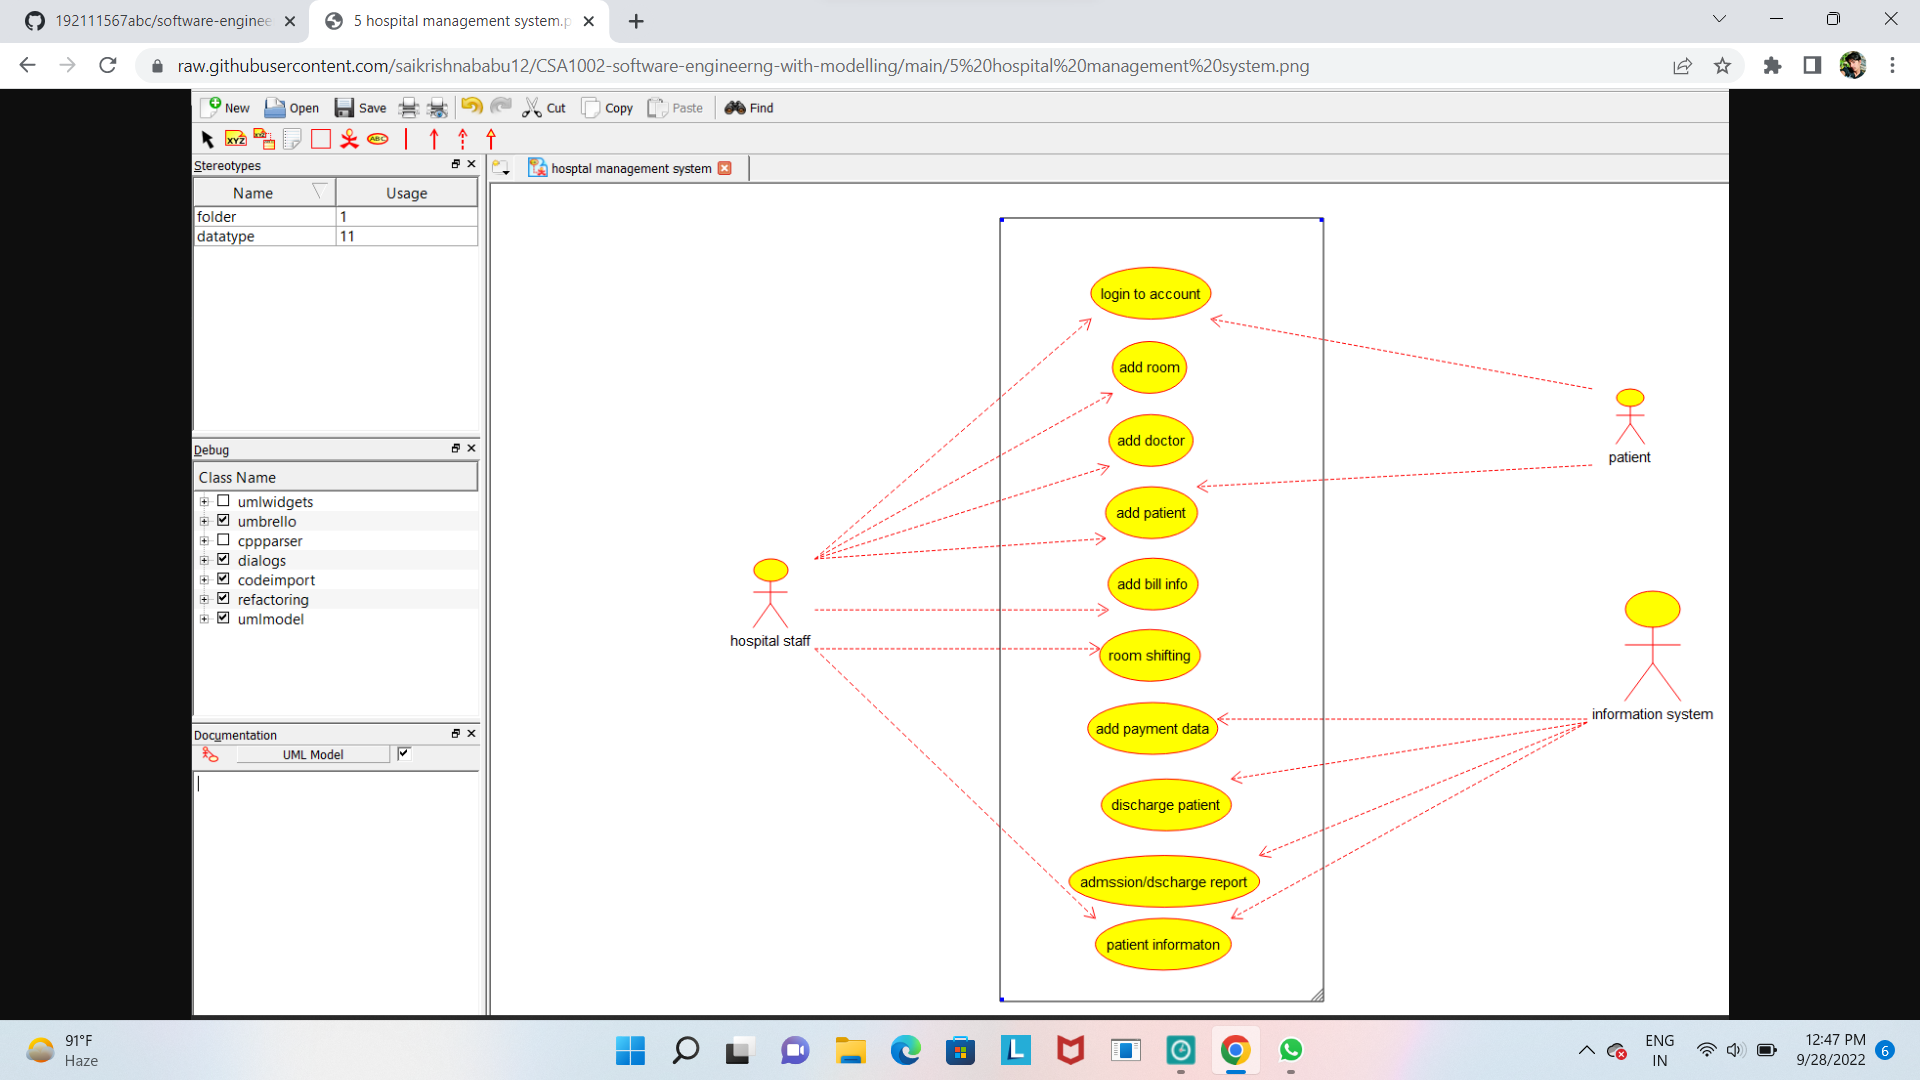 192111567abc/software-enginee
5 hospital management system.p
raw.githubusercontent.com/saikrishnababu12/CSA1002-software-engineerng-with-modelling/main/5%20hospital%20management%20system.png
New Open Save Cut Copy Paste Find
XYZ ABC
Stereotypes
hosptal management system
Name Usage
folder 1
datatype 11
Debug
Class Name
umlwidgets
umbrello
cppparser
dialogs
codeimport
refactoring
umlmodel
Documentation
UML Model
login to account
add room
add doctor
add patient
add bill info
room shifting
add payment data
discharge patient
admssion/dscharge report
patient informaton
hospital staff
patient
information system
91°F
Haze
ENG
IN
12:47 PM
9/28/2022
6